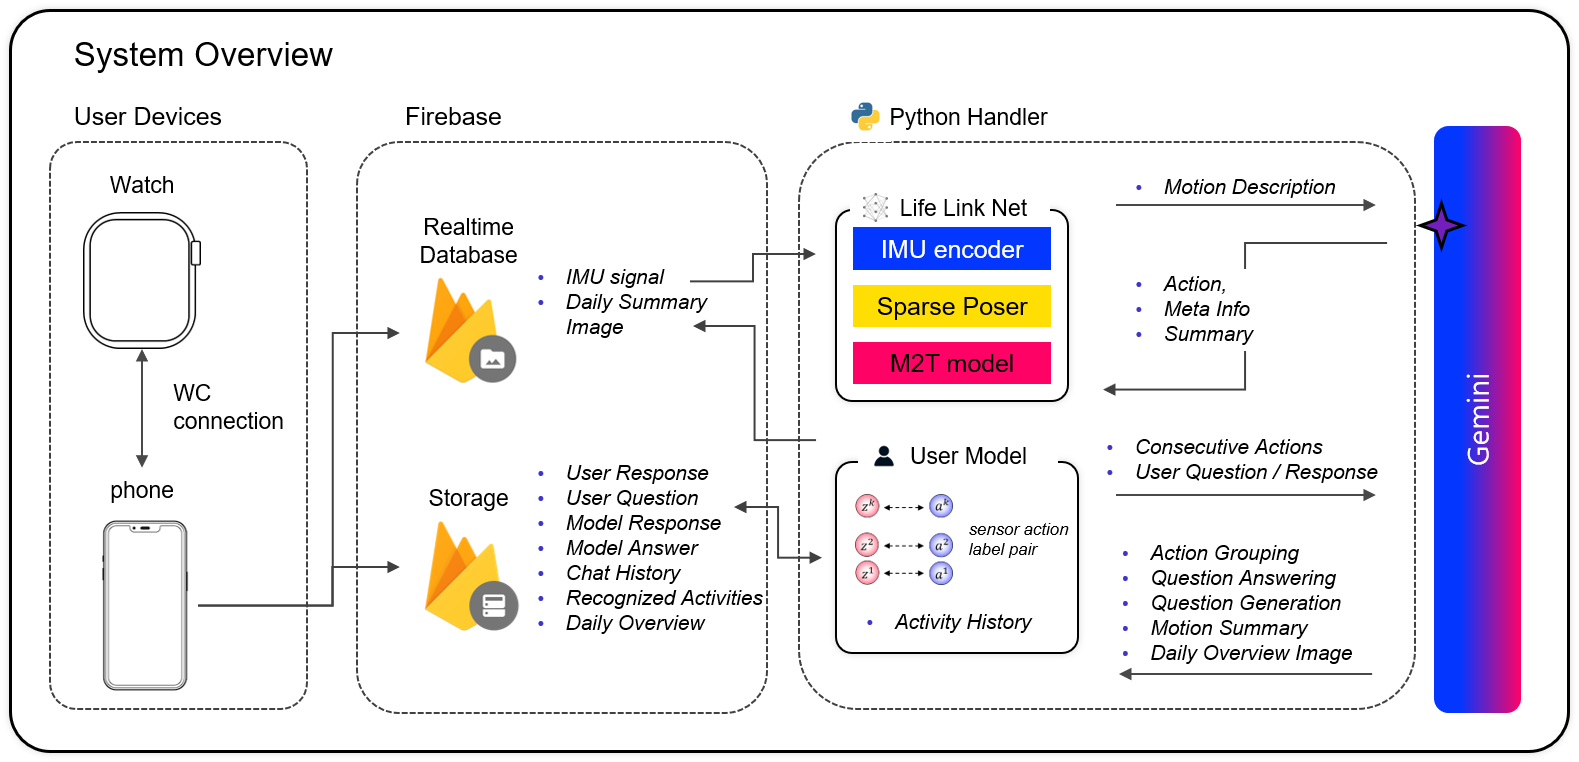 System Overview
User Devices
Watch
WC
connection
phone
Firebase
Realtime
Database
IMU signal
Daily Summary
Image
Storage
User Response
User Question
Model Response
Model Answer
Chat History
Recognized Activities
Daily Overview
Python Handler
Life Link Net
IMU encoder
Sparse Poser
M2T model
User Model
z^k a^k
z^2 a^2
z^1 a^1
sensor action
label pair
Activity History
Motion Description
Action,
Meta Info
Summary
Consecutive Actions
User Question / Response
Action Grouping
Question Answering
Question Generation
Motion Summary
Daily Overview Image
Gemini